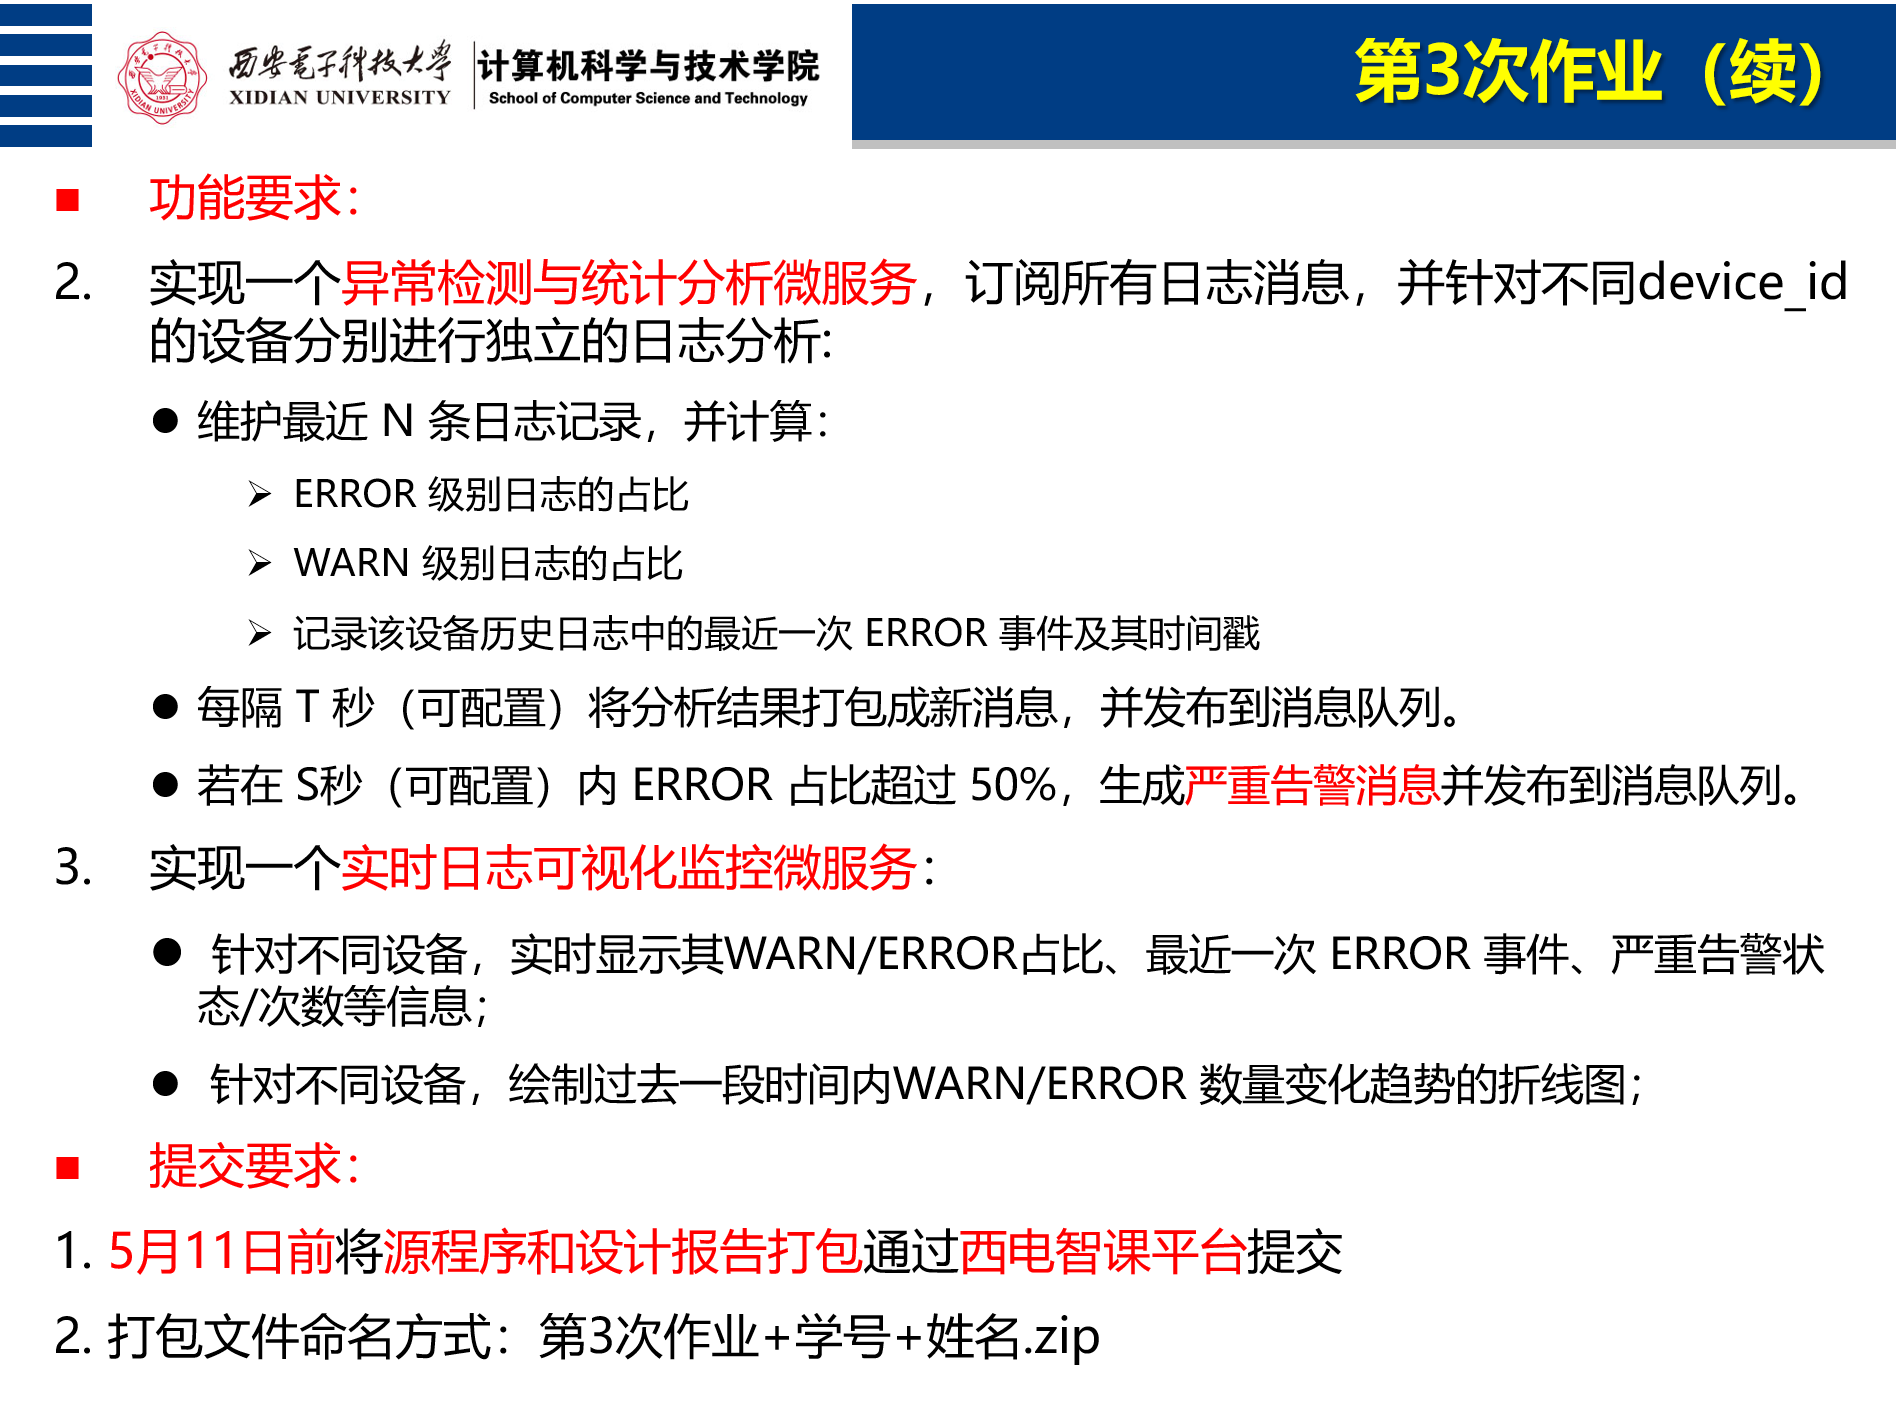 西安电子科技大学
XIDIAN UNIVERSITY
计算机科学与技术学院
School of Computer Science and Technology
第3次作业（续）
功能要求：
2. 实现一个异常检测与统计分析微服务，订阅所有日志消息，并针对不同device_id
的设备分别进行独立的日志分析:
维护最近 N 条日志记录，并计算：
ERROR 级别日志的占比
WARN 级别日志的占比
记录该设备历史日志中的最近一次 ERROR 事件及其时间戳
每隔 T 秒（可配置）将分析结果打包成新消息，并发布到消息队列。
若在 S秒（可配置）内 ERROR 占比超过 50%，生成严重告警消息并发布到消息队列。
3. 实现一个实时日志可视化监控微服务：
针对不同设备，实时显示其WARN/ERROR占比、最近一次 ERROR 事件、严重告警状
态/次数等信息；
针对不同设备，绘制过去一段时间内WARN/ERROR 数量变化趋势的折线图；
提交要求：
1. 5月11日前将源程序和设计报告打包通过西电智课平台提交
2. 打包文件命名方式：第3次作业+学号+姓名.zip